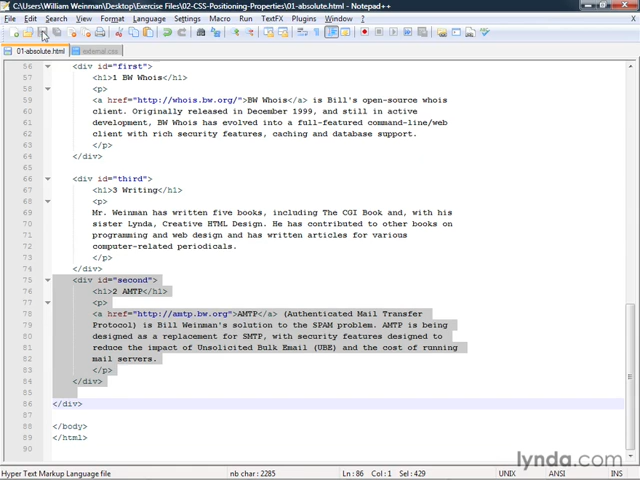 C:\Users\William Weinman\Desktop\Exercise Files\02-CSS-Positioning-Properties\01-absolute.html - Notepad++
File Edit Search View Format Language Settings Macro Run TextFX Plugins Window ? X
01-absolute.html external.css
56 <div id="first">
57 <h1>1 BW Whois</h1>
58 <p>
59 <a href="http://whois.bw.org/">BW Whois</a> is Bill's open-source whois
60 client. Originally released in December 1999, and still in active
61 development, BW Whois has evolved into a full-featured command-line/web
62 client with rich security features, caching and database support.
63 </p>
64 </div>
65
66 <div id="third">
67 <h1>3 Writing</h1>
68 <p>
69 Mr. Weinman has written five books, including The CGI Book and, with his
70 sister Lynda, Creative HTML Design. He has contributed to other books on
71 programming and web design and has written articles for various
72 computer-related periodicals.
73 </p>
74 </div>
75 <div id="second">
76 <h1>2 AMTP</h1>
77 <p>
78 <a href="http://amtp.bw.org">AMTP</a> (Authenticated Mail Transfer
79 Protocol) is Bill Weinman's solution to the SPAM problem. AMTP is being
80 designed as a replacement for SMTP, with security features designed to
81 reduce the impact of Unsolicited Bulk Email (UBE) and the cost of running
82 mail servers.
83 </p>
84 </div>
85
86 </div>
87
88 </body>
89 </html>
90
lynda.com
Hyper Text Markup Language file nb char : 2285 Ln : 86 Col : 1 Sel : 429 UNIX ANSI INS